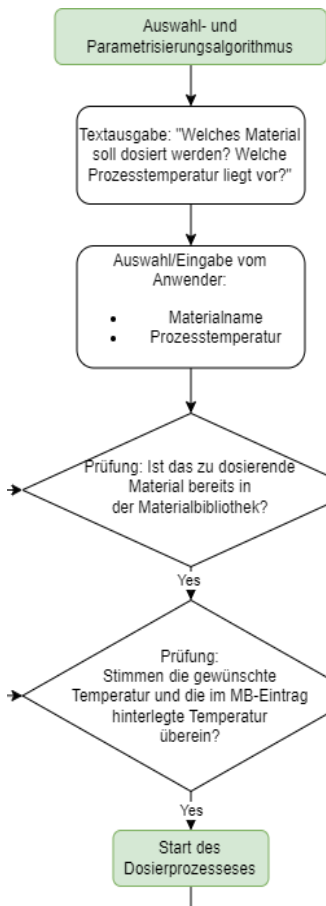 Auswahl- und
Parametrisierungsalgorithmus
Textausgabe: "Welches Material
soll dosiert werden? Welche
Prozesstemperatur liegt vor?"
Auswahl/Eingabe vom
Anwender:
• Materialname
• Prozesstemperatur
Prüfung: Ist das zu dosierende
Material bereits in
der Materialbibliothek?
Yes
Prüfung:
Stimmen die gewünschte
Temperatur und die im MB-Eintrag
hinterlegte Temperatur
überein?
Yes
Start des
Dosierprozesseses